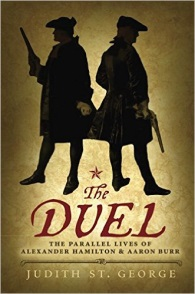 The
DUEL
THE PARALLEL LIVES OF
ALEXANDER HAMILTON & AARON BURR
JUDITH ST. GEORGE